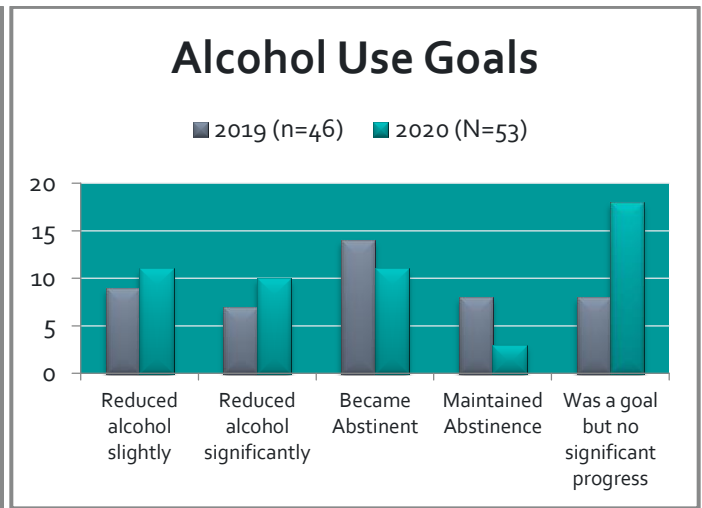 Alcohol Use Goals
2019 (n=46) 2020 (N=53)
20
15
10
5
0
Reduced
alcohol
slightly
Reduced
alcohol
significantly
Became
Abstinent
Maintained
Abstinence
Was a goal
but no
significant
progress